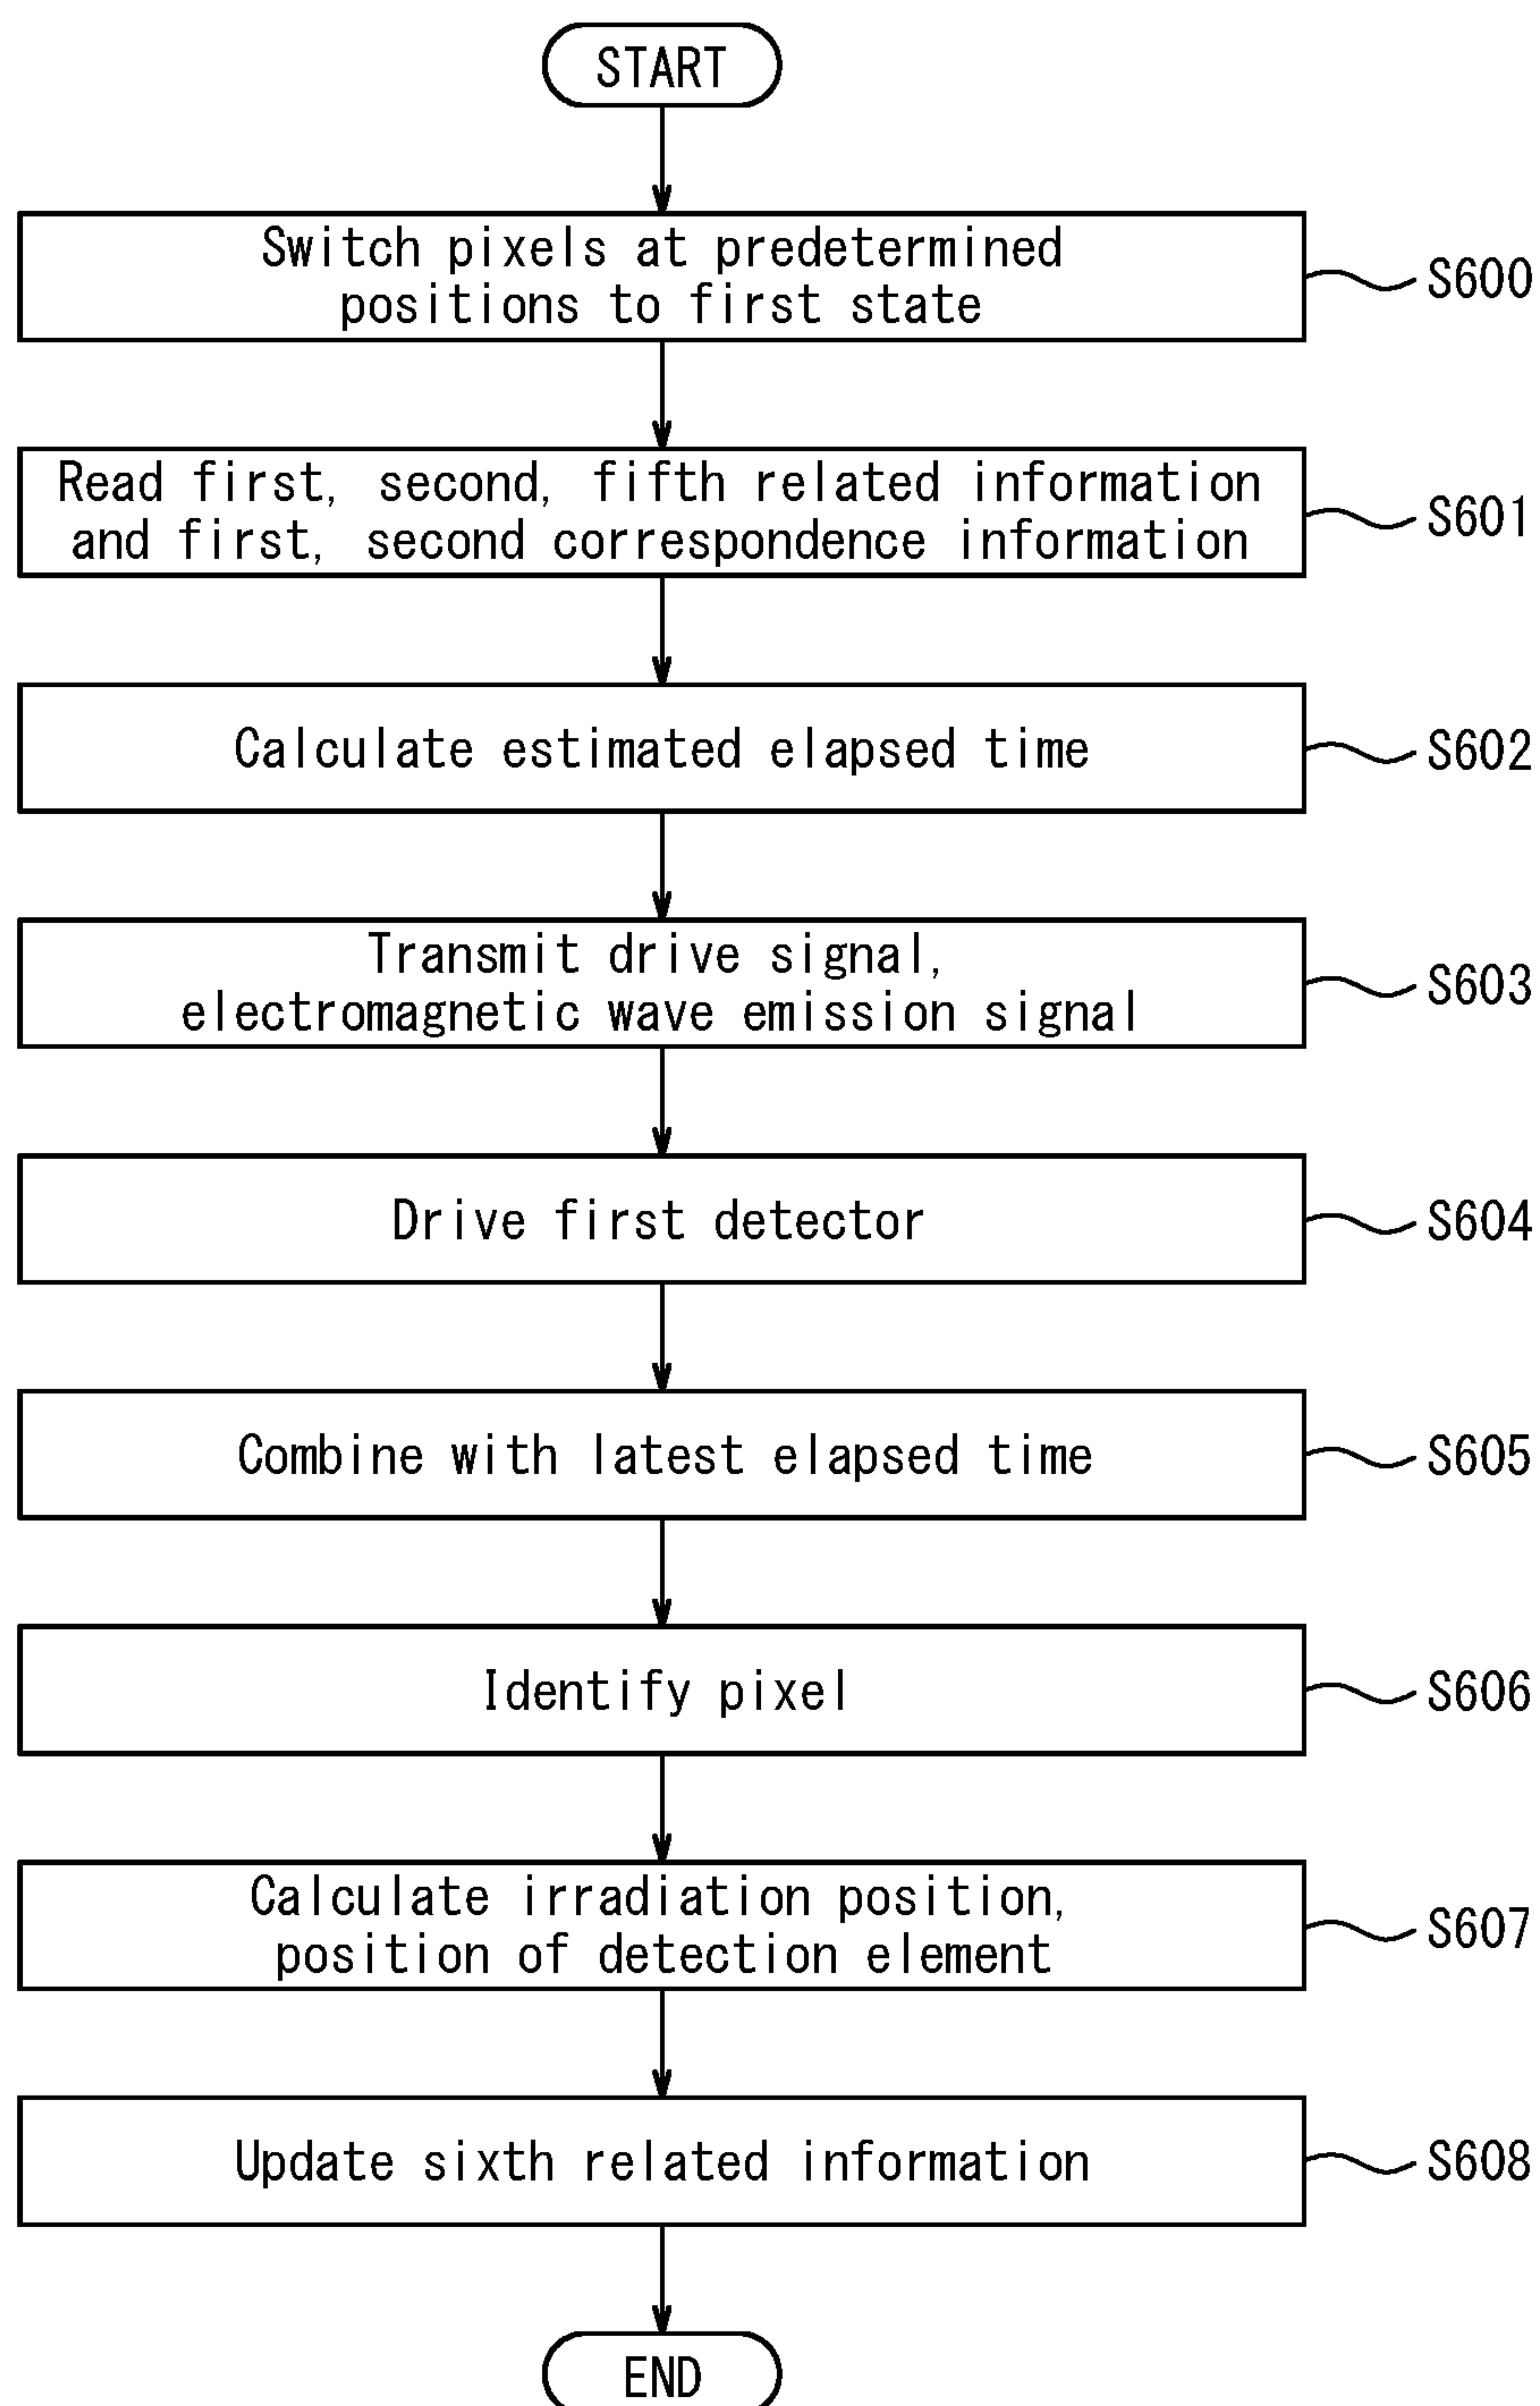 START
Switch pixels at predetermined
positions to first state
S600
Read first, second, fifth related information
and first, second correspondence information
S601
Calculate estimated elapsed time
S602
Transmit drive signal,
electromagnetic wave emission signal
S603
Drive first detector
S604
Combine with latest elapsed time
S605
Identify pixel
S606
Calculate irradiation position,
position of detection element
S607
Update sixth related information
S608
END